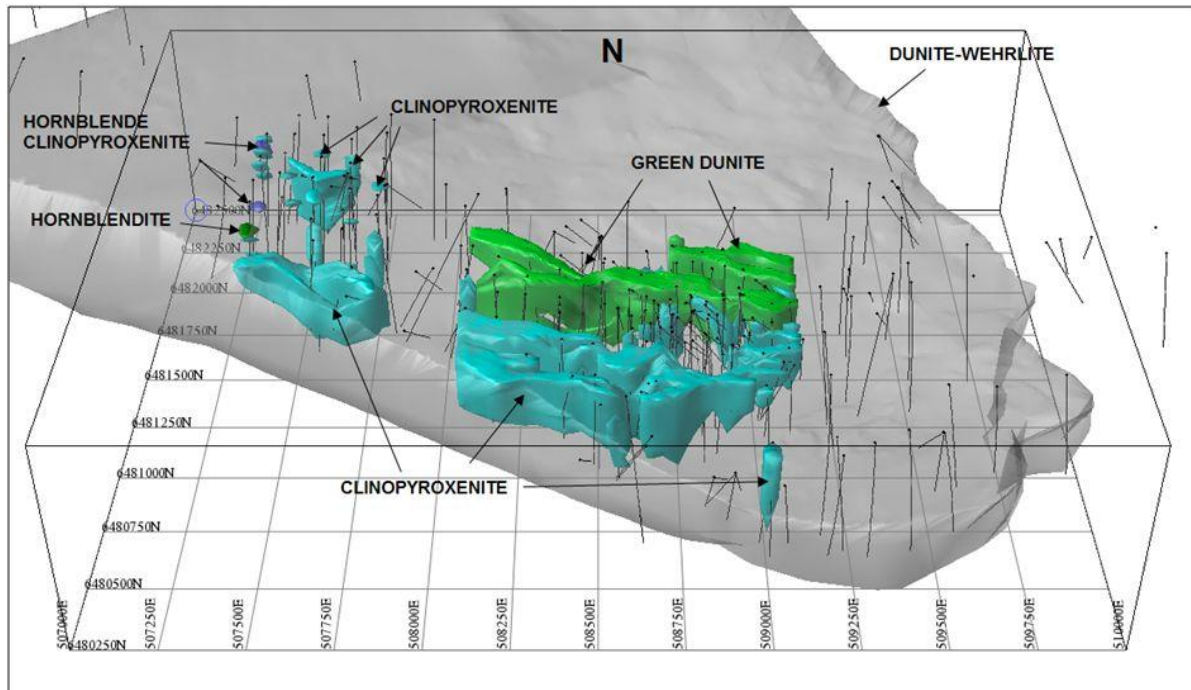 N
DUNITE-WEHRLITE
CLINOPYROXENITE
HORNBLENDE
CLINOPYROXENITE
GREEN DUNITE
HORNBLENDITE
6482500N
6482250N
6482000N
6481750N
6481500N
6481250N
CLINOPYROXENITE
6481000N
6480750N
6480500N
6480250N
507000E
507250E
507500E
507750E
508000E
508250E
508500E
508750E
509000E
509250E
509500E
509750E
510000E